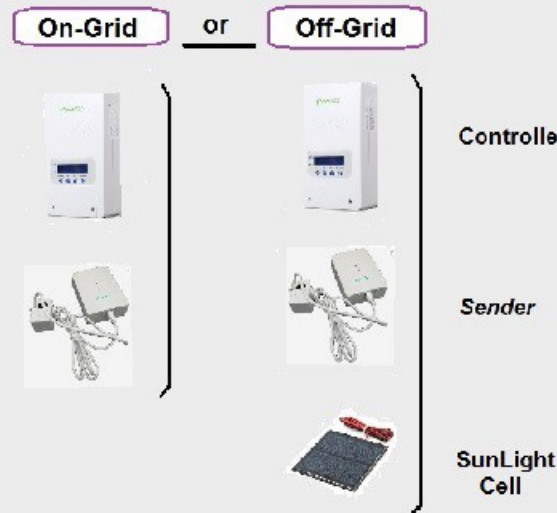 On-Grid or Off-Grid
Controlle
Sender
SunLight
Cell